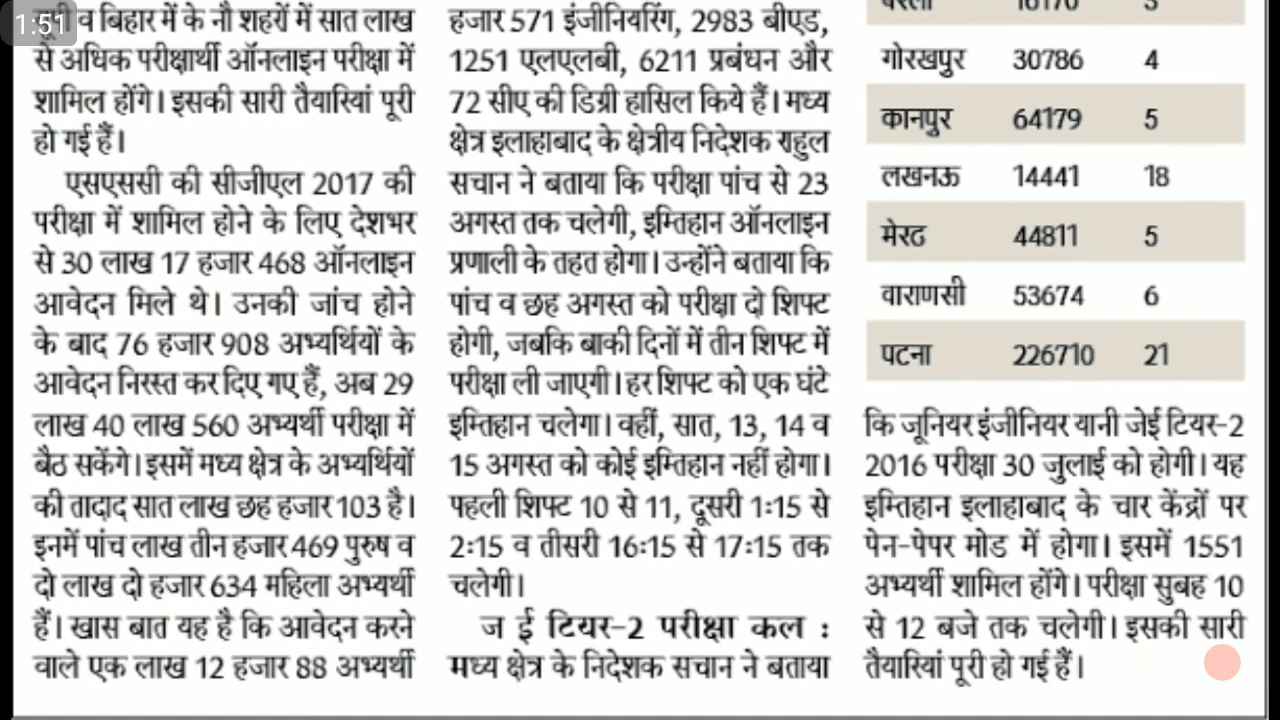 1:51
व बिहार में के नौ शहरों में सात लाख
से अधिक परीक्षार्थी ऑनलाइन परीक्षा में
शामिल होंगे। इसकी सारी तैयारियां पूरी
हो गई हैं।
एसएससी की सीजीएल 2017 की
परीक्षा में शामिल होने के लिए देशभर
से 30 लाख 17 हजार 468 ऑनलाइन
आवेदन मिले थे। उनकी जांच होने
के बाद 76 हजार 908 अभ्यर्थियों के
आवेदन निरस्त कर दिए गए हैं, अब 29
लाख 40 लाख 560 अभ्यर्थी परीक्षा में
बैठ सकेंगे। इसमें मध्य क्षेत्र के अभ्यर्थियों
की तादाद सात लाख छह हजार 103 है।
इनमें पांच लाख तीन हजार 469 पुरुष व
दो लाख दो हजार 634 महिला अभ्यर्थी
हैं। खास बात यह है कि आवेदन करने
वाले एक लाख 12 हजार 88 अभ्यर्थी
हजार 571 इंजीनियरिंग, 2983 बीएड,
1251 एलएलबी, 6211 प्रबंधन और
72 सीए की डिग्री हासिल किये हैं। मध्य
क्षेत्र इलाहाबाद के क्षेत्रीय निदेशक राहुल
सचान ने बताया कि परीक्षा पांच से 23
अगस्त तक चलेगी, इम्तिहान ऑनलाइन
प्रणाली के तहत होगा। उन्होंने बताया कि
पांच व छह अगस्त को परीक्षा दो शिफ्ट
होगी, जबकि बाकी दिनों में तीन शिफ्ट में
परीक्षा ली जाएगी। हर शिफ्ट को एक घंटे
इम्तिहान चलेगा। वहीं, सात, 13, 14 व
15 अगस्त को कोई इम्तिहान नहीं होगा।
पहली शिफ्ट 10 से 11, दूसरी 1:15 से
2:15 व तीसरी 16:15 से 17:15 तक
चलेगी।
ज ई टियर-2 परीक्षा कल :
मध्य क्षेत्र के निदेशक सचान ने बताया
गोरखपुर 30786 4
कानपुर 64179 5
लखनऊ 14441 18
मेरठ 44811 5
वाराणसी 53674 6
पटना 226710 21
कि जूनियर इंजीनियर यानी जेई टियर-2
2016 परीक्षा 30 जुलाई को होगी। यह
इम्तिहान इलाहाबाद के चार केंद्रों पर
पेन-पेपर मोड में होगा। इसमें 1551
अभ्यर्थी शामिल होंगे। परीक्षा सुबह 10
से 12 बजे तक चलेगी। इसकी सारी
तैयारियां पूरी हो गई हैं।